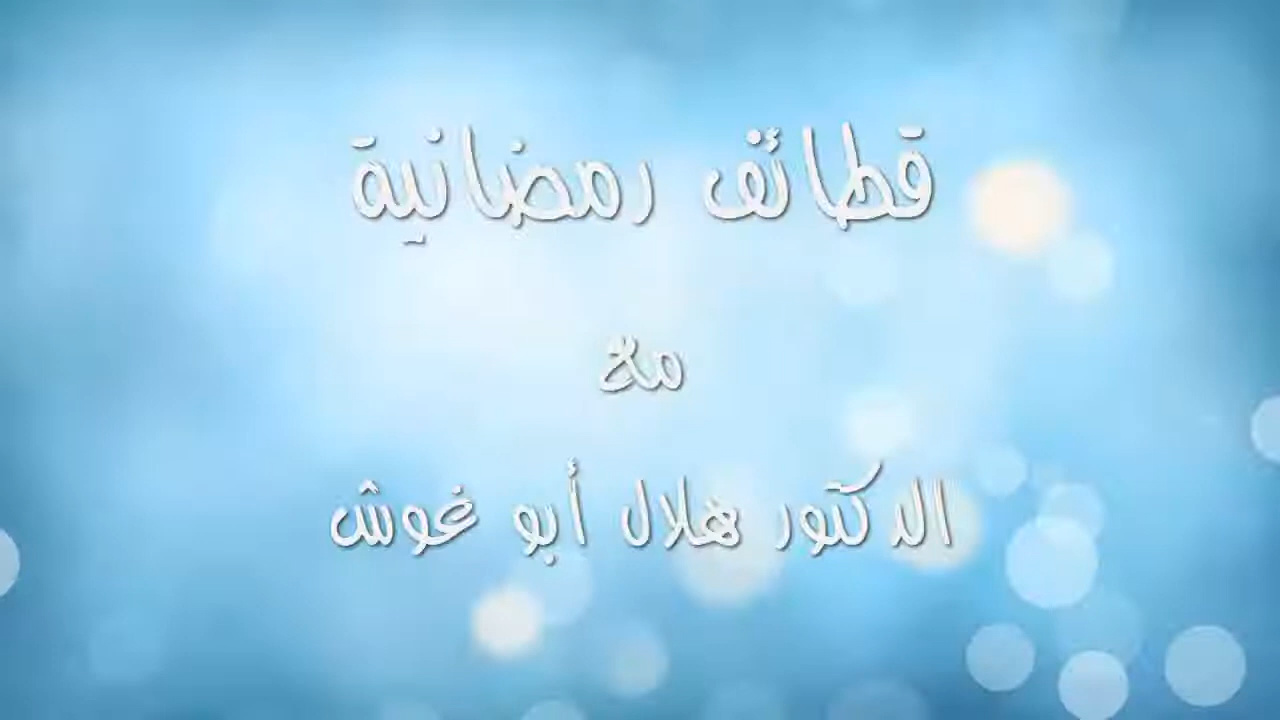 قطائف رمضانية
مع
الدكتور هلال أبو غوش